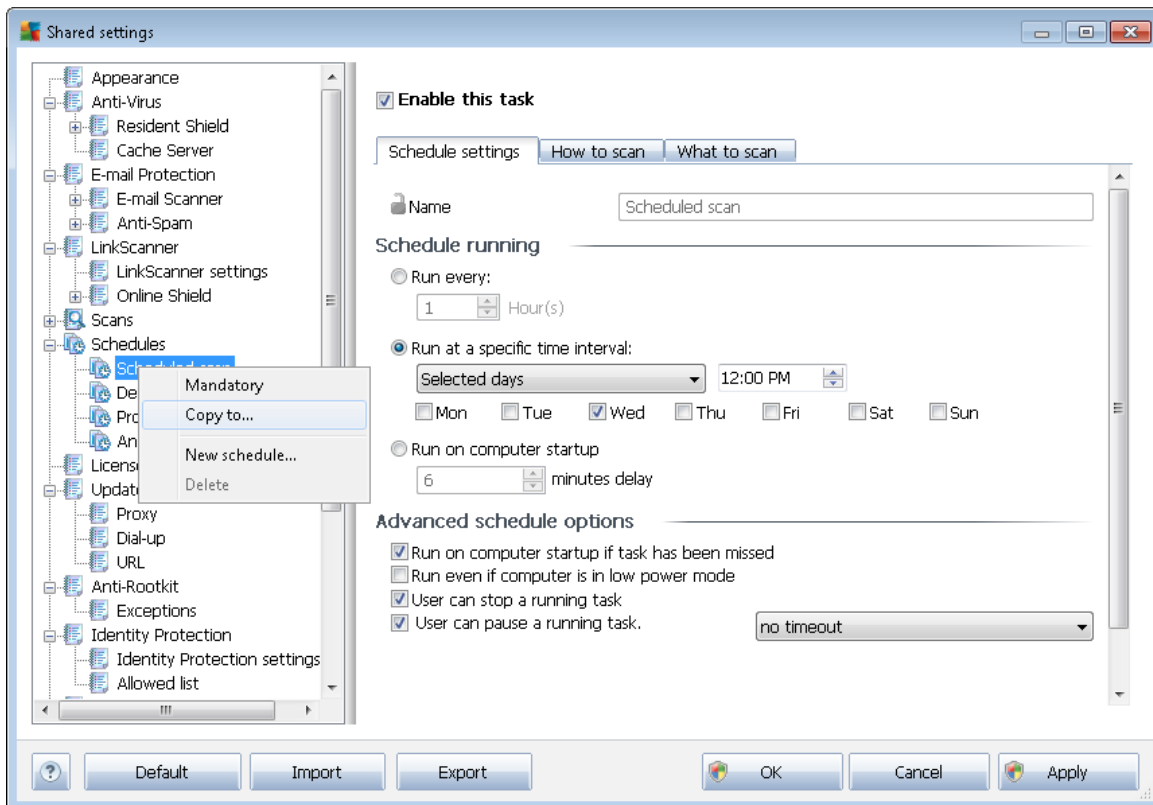 Shared settings
Appearance
Anti-Virus
Resident Shield
Cache Server
E-mail Protection
E-mail Scanner
Anti-Spam
LinkScanner
LinkScanner settings
Online Shield
Scans
Schedules
De
Pro
An
Licens
Updat
Proxy
Dial-up
URL
Anti-Rootkit
Exceptions
Identity Protection
Identity Protection settings
Allowed list
Mandatory
Copy to...
New schedule...
Delete
Enable this task
Schedule settings How to scan What to scan
Name Scheduled scan
Schedule running
Run every:
1 Hour(s)
Run at a specific time interval:
Selected days 12:00 PM
Mon Tue Wed Thu Fri Sat Sun
Run on computer startup
6 minutes delay
Advanced schedule options
Run on computer startup if task has been missed
Run even if computer is in low power mode
User can stop a running task
User can pause a running task. no timeout
? Default Import Export OK Cancel Apply